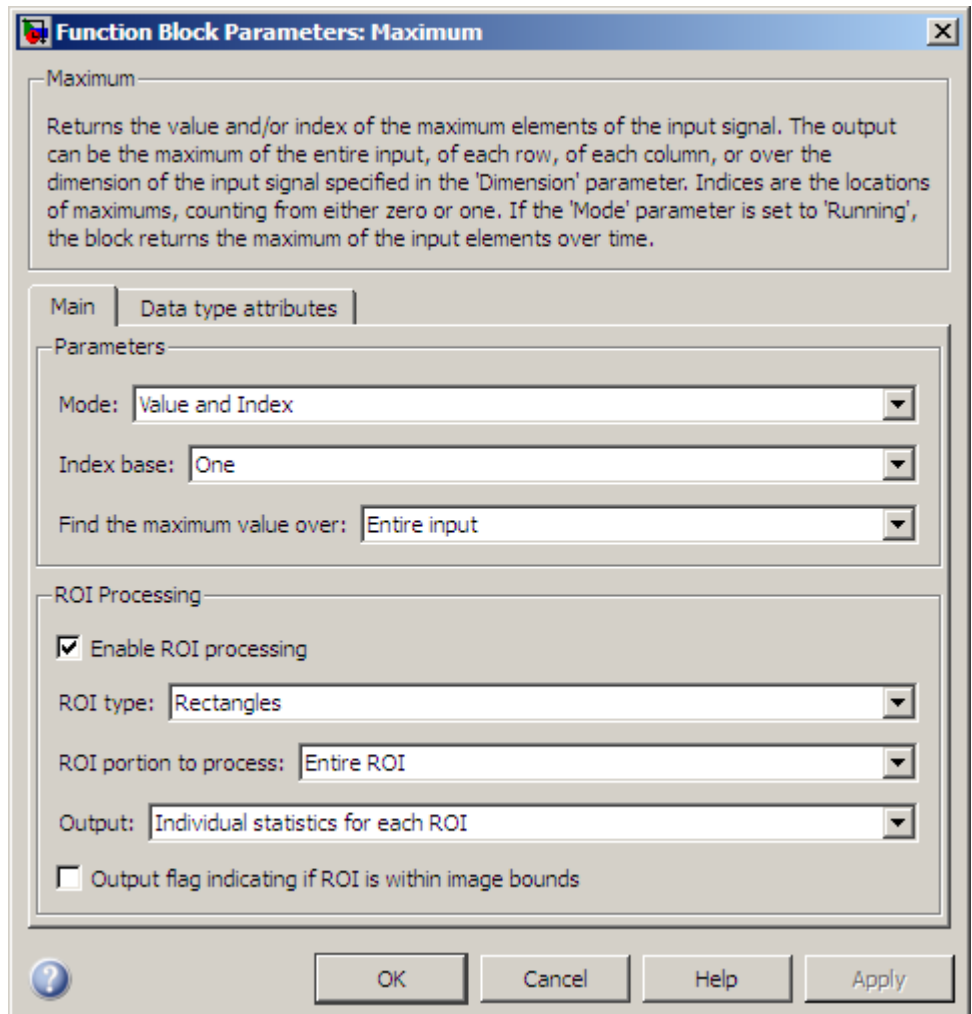 Function Block Parameters: Maximum
Maximum
Returns the value and/or index of the maximum elements of the input signal. The output
can be the maximum of the entire input, of each row, of each column, or over the
dimension of the input signal specified in the 'Dimension' parameter. Indices are the locations
of maximums, counting from either zero or one. If the 'Mode' parameter is set to 'Running',
the block returns the maximum of the input elements over time.
Main Data type attributes
Parameters
Mode: Value and Index
Index base: One
Find the maximum value over: Entire input
ROI Processing
Enable ROI processing
ROI type: Rectangles
ROI portion to process: Entire ROI
Output: Individual statistics for each ROI
Output flag indicating if ROI is within image bounds
? OK Cancel Help Apply